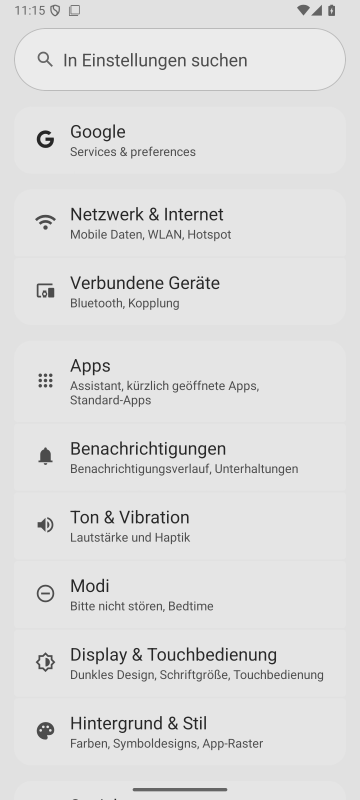 11:15
In Einstellungen suchen
Google
Services & preferences
Netzwerk & Internet
Mobile Daten, WLAN, Hotspot
Verbundene Geräte
Bluetooth, Kopplung
Apps
Assistant, kürzlich geöffnete Apps,
Standard-Apps
Benachrichtigungen
Benachrichtigungsverlauf, Unterhaltungen
Ton & Vibration
Lautstärke und Haptik
Modi
Bitte nicht stören, Bedtime
Display & Touchbedienung
Dunkles Design, Schriftgröße, Touchbedienung
Hintergrund & Stil
Farben, Symboldesigns, App-Raster